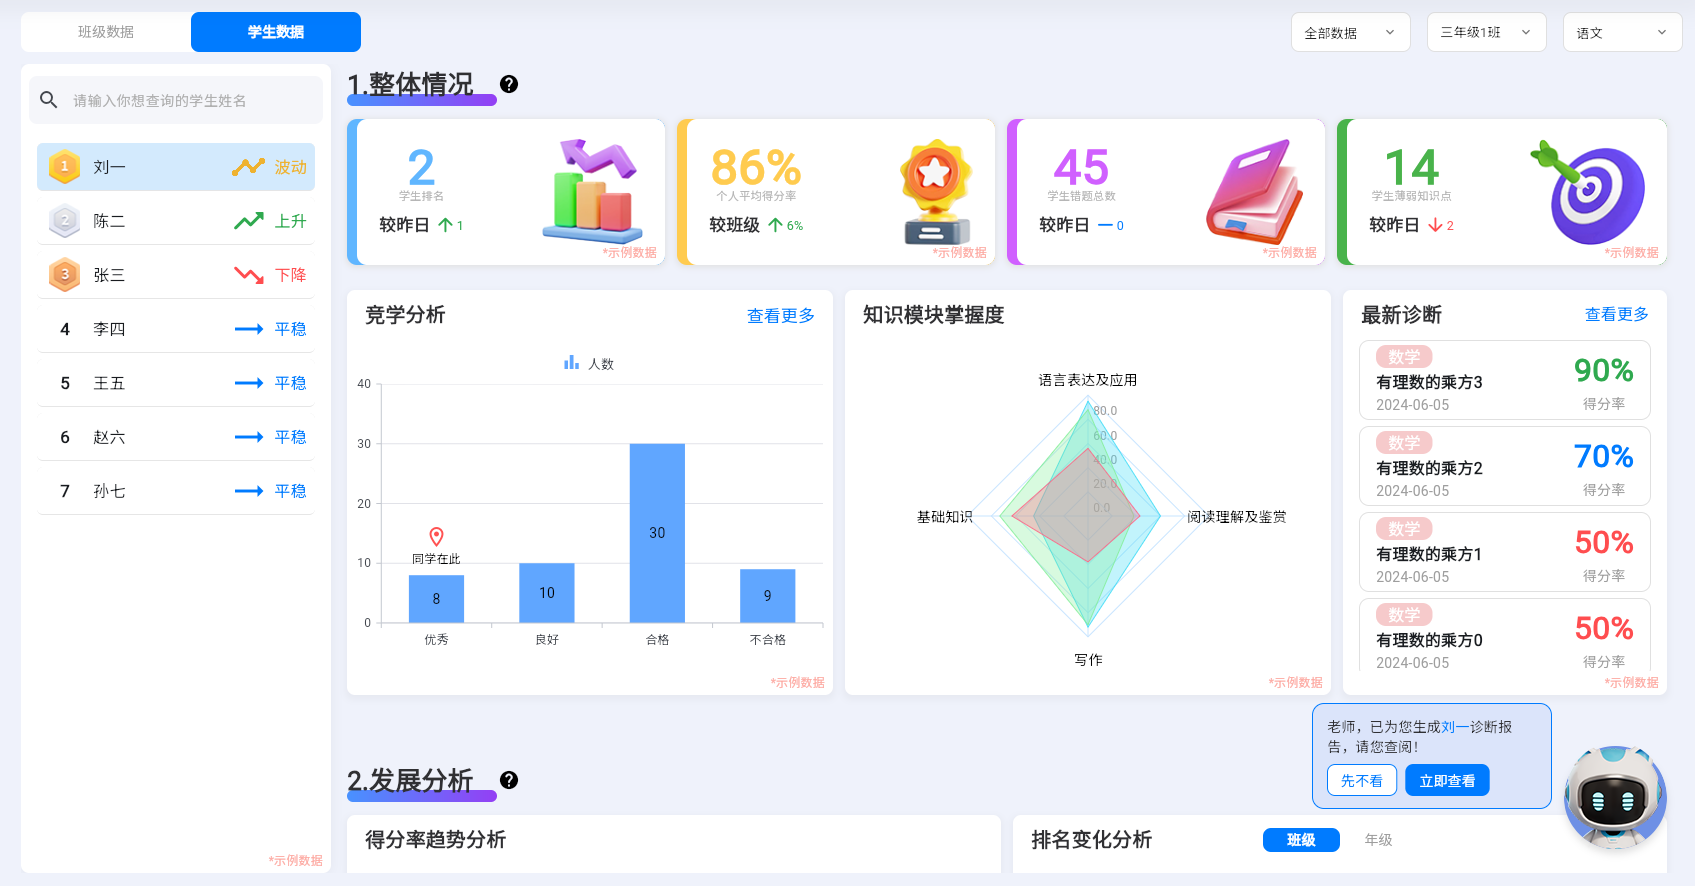 班级数据
学生数据
全部数据
三年级1班
语文
请输入你想查询的学生姓名
1 刘一 波动
2 陈二 上升
3 张三 下降
4 李四 平稳
5 王五 平稳
6 赵六 平稳
7 孙七 平稳
*示例数据
1.整体情况
2
学生排名
较昨日 1
*示例数据
86%
个人平均得分率
较班级 6%
*示例数据
45
学生错题总数
较昨日 0
*示例数据
14
学生薄弱知识点
较昨日 2
*示例数据
竞学分析
查看更多
人数
40
30
20
10
0
同学在此
8
10
30
9
优秀
良好
合格
不合格
*示例数据
知识模块掌握度
语言表达及应用
80.0
60.0
40.0
20.0
0.0
基础知识
阅读理解及鉴赏
写作
*示例数据
最新诊断
查看更多
数学
有理数的乘方3
2024-06-05
90%
得分率
数学
有理数的乘方2
2024-06-05
70%
得分率
数学
有理数的乘方1
2024-06-05
50%
得分率
数学
有理数的乘方0
2024-06-05
50%
得分率
*示例数据
老师，已为您生成刘一诊断报
告，请您查阅！
先不看
立即查看
2.发展分析
得分率趋势分析
排名变化分析
班级
年级